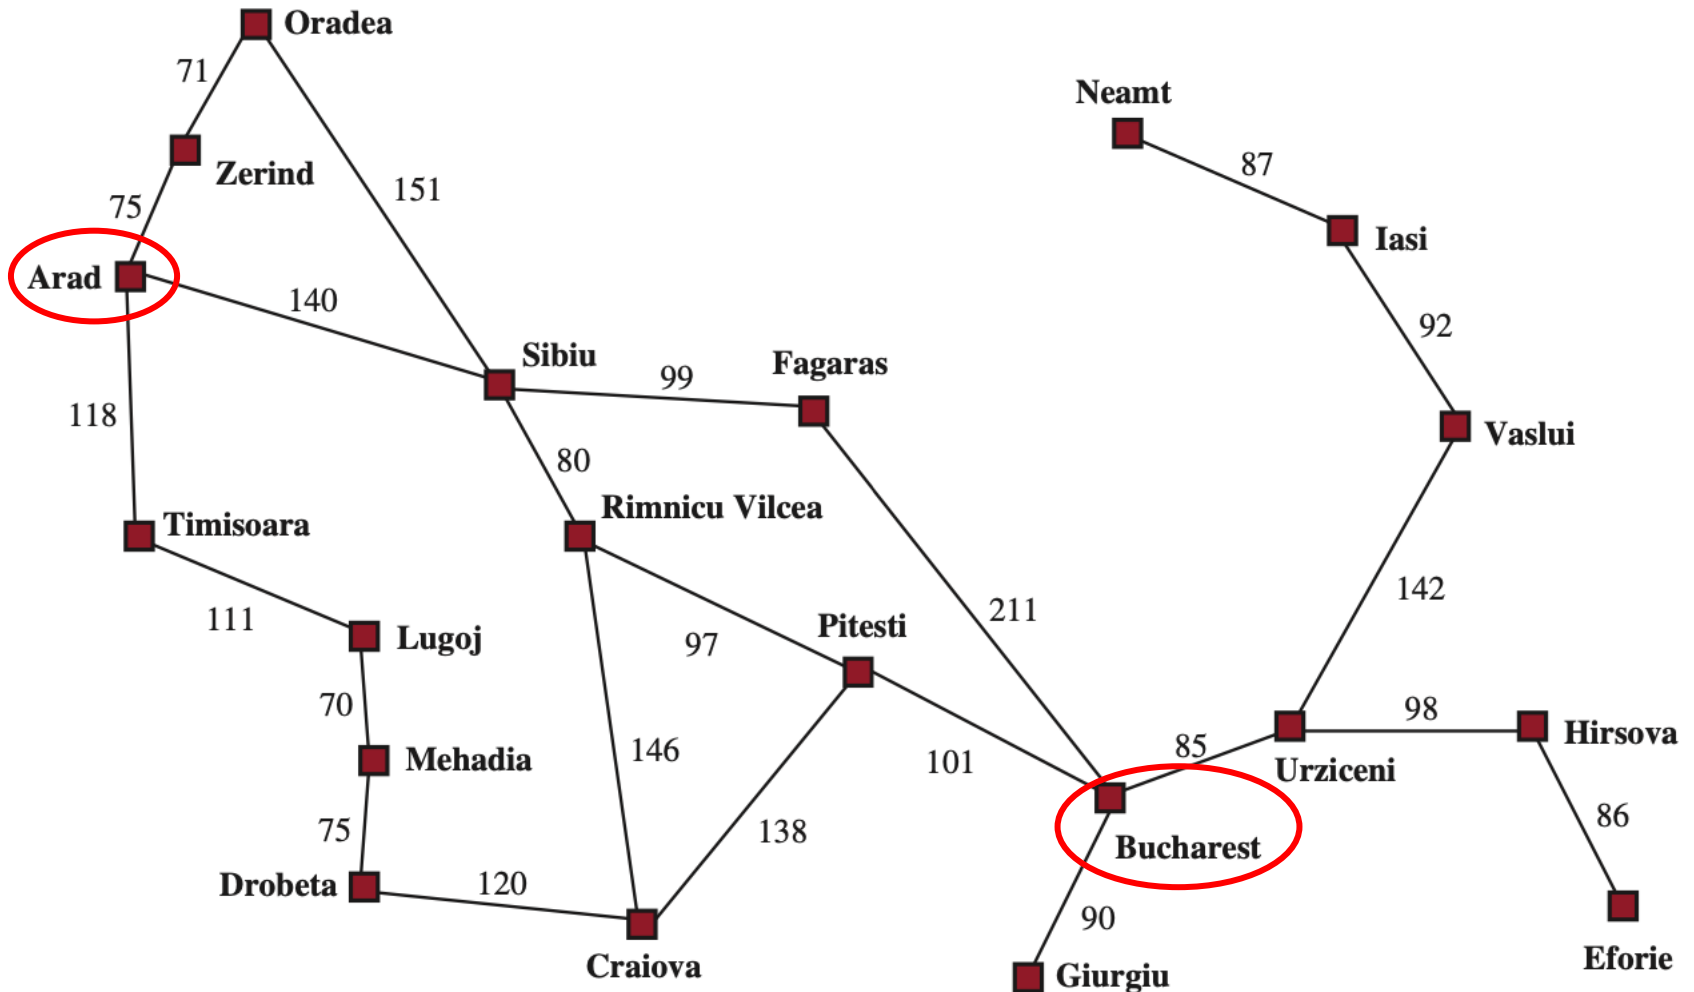 Oradea
71
Neamt
87
Zerind
151
75
Iasi
Arad
140
92
Sibiu
Fagaras
99
118
Vaslui
80
Rimnicu Vilcea
Timisoara
142
211
111
Pitesti
Lugoj
97
70
98
Hirsova
146
85
Mehadia
101
Urziceni
86
75
138
Bucharest
Drobeta
120
90
Eforie
Craiova
Giurgiu